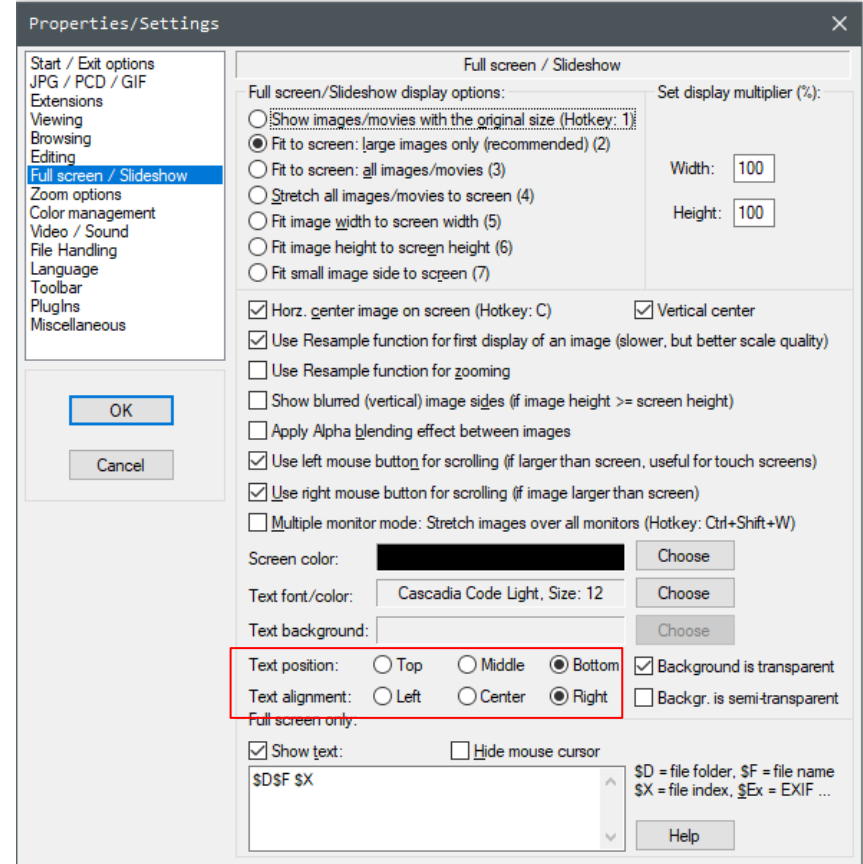 Properties/Settings
Start / Exit options
JPG / PCD / GIF
Extensions
Viewing
Browsing
Editing
Full screen / Slideshow
Zoom options
Color management
Video / Sound
File Handling
Language
Toolbar
PlugIns
Miscellaneous
OK
Cancel
Full screen / Slideshow
Full screen/Slideshow display options:
Show images/movies with the original size (Hotkey: 1)
Fit to screen: large images only (recommended) (2)
Fit to screen: all images/movies (3)
Stretch all images/movies to screen (4)
Fit image width to screen width (5)
Fit image height to screen height (6)
Fit small image side to screen (7)
Set display multiplier (%):
Width: 100
Height: 100
Horz. center image on screen (Hotkey: C) Vertical center
Use Resample function for first display of an image (slower, but better scale quality)
Use Resample function for zooming
Show blurred (vertical) image sides (if image height >= screen height)
Apply Alpha blending effect between images
Use left mouse button for scrolling (if larger than screen, useful for touch screens)
Use right mouse button for scrolling (if image larger than screen)
Multiple monitor mode: Stretch images over all monitors (Hotkey: Ctrl+Shift+W)
Screen color: Choose
Text font/color: Cascadia Code Light, Size: 12 Choose
Text background: Choose
Text position: Top Middle Bottom Background is transparent
Text alignment: Left Center Right Backgr. is semi-transparent
Full screen only:
Show text: Hide mouse cursor
$D$F $X
$D = file folder, $F = file name
$X = file index, $Ex = EXIF ...
Help